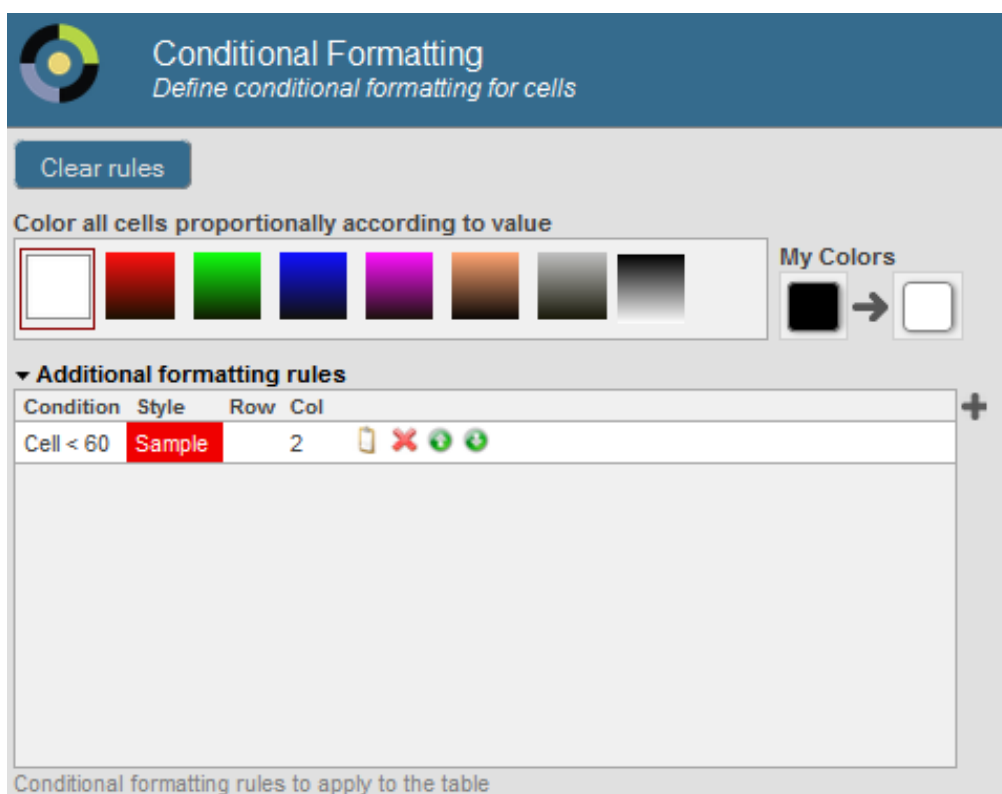 Conditional Formatting
Define conditional formatting for cells
Clear rules
Color all cells proportionally according to value
My Colors
Additional formatting rules
Condition Style Row Col
Cell < 60 Sample 2
Conditional formatting rules to apply to the table